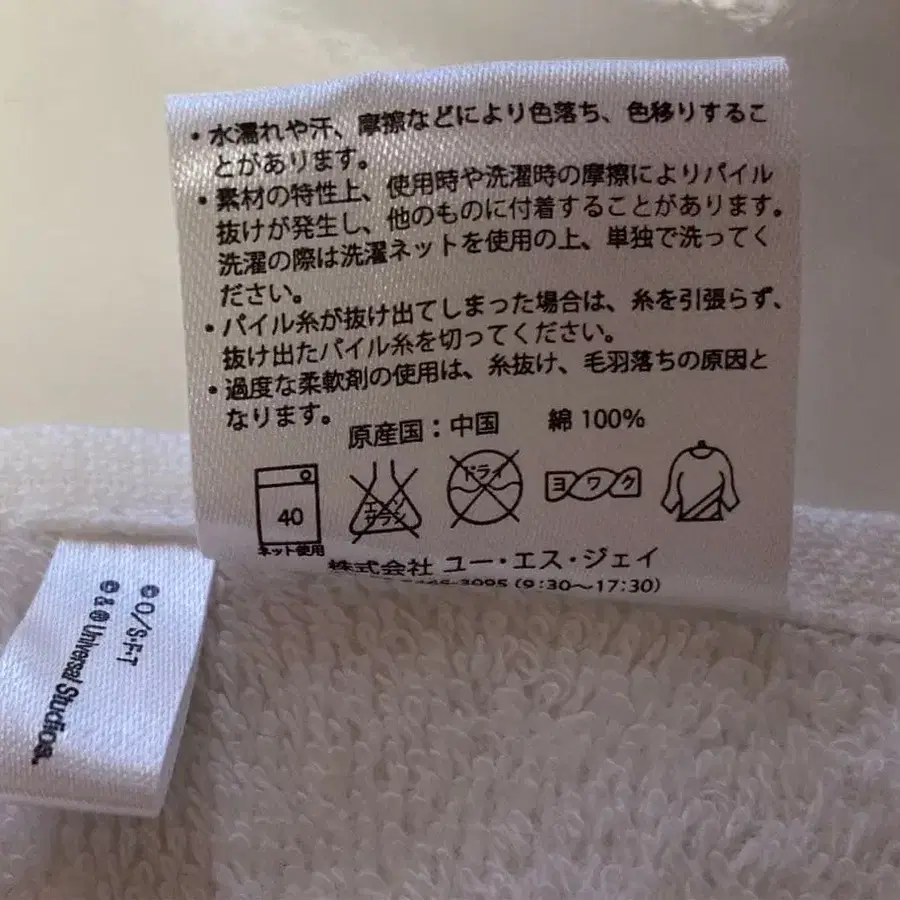 ・水濡れや汗、摩擦などにより色落ち、色移りするこ
とがあります。
・素材の特性上、使用時や洗濯時の摩擦によりパイル
抜けが発生し、他のものに付着することがあります。
洗濯の際は洗濯ネットを使用の上、単独で洗ってく
ださい。
・パイル糸が抜け出てしまった場合は、糸を引張らず、
抜け出たパイル糸を切ってください。
・過度な柔軟剤の使用は、糸抜け、毛羽落ちの原因と
なります。
原産国：中国 綿 100%
40
ネット使用
エンソ
サラシ
ドライ
ヨワク
株式会社 ユー・エス・ジェイ
3095（9:30〜17:30）
©O/S・F・T
©&®Universal Studios.